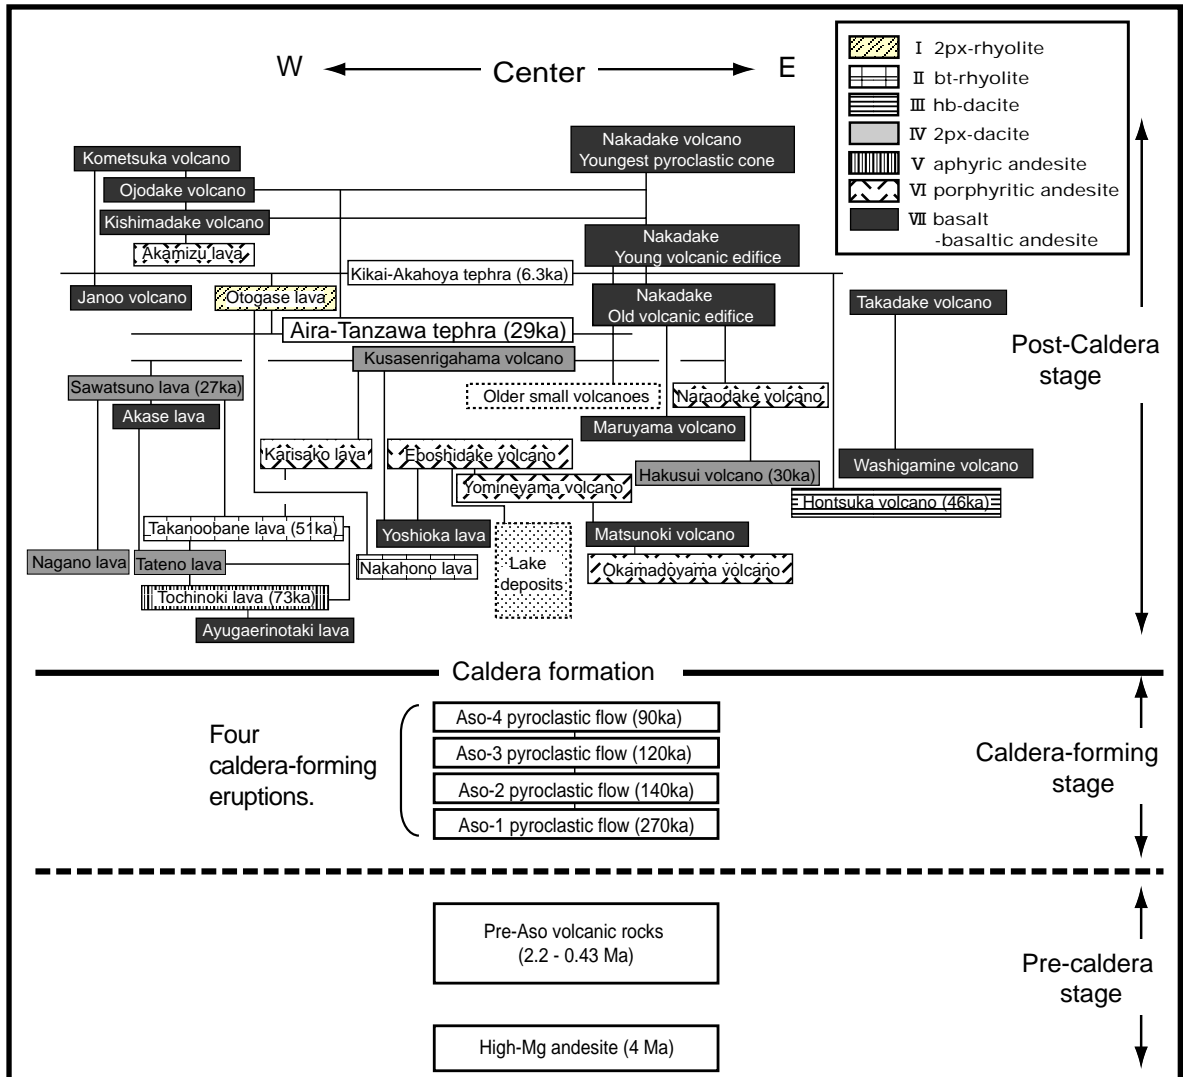 W
Center
E
I 2px-rhyolite
II bt-rhyolite
III hb-dacite
IV 2px-dacite
V aphyric andesite
VI porphyritic andesite
VII basalt
-basaltic andesite
Nakadake volcano
Youngest pyroclastic cone
Kometsuka volcano
Ojodake volcano
Kishimadake volcano
Akamizu lava
Nakadake
Young volcanic edifice
Kikai-Akahoya tephra (6.3ka)
Janoo volcano
Otogase lava
Nakadake
Old volcanic edifice
Takadake volcano
Aira-Tanzawa tephra (29ka)
Kusasenrigahama volcano
Post-Caldera
stage
Sawatsuno lava (27ka)
Older small volcanoes
Naraodake volcano
Akase lava
Maruyama volcano
Karisako lava
Eboshidake volcano
Hakusui volcano (30ka)
Washigamine volcano
Yomineyama volcano
Hontsuka volcano (46ka)
Takanoobane lava (51ka)
Yoshioka lava
Matsunoki volcano
Nagano lava
Tateno lava
Nakahono lava
Lake
deposits
Okamadoyama volcano
Tochinoki lava (73ka)
Ayugaerinotaki lava
Caldera formation
Four
caldera-forming
eruptions.
Aso-4 pyroclastic flow (90ka)
Aso-3 pyroclastic flow (120ka)
Aso-2 pyroclastic flow (140ka)
Aso-1 pyroclastic flow (270ka)
Caldera-forming
stage
Pre-Aso volcanic rocks
(2.2 - 0.43 Ma)
Pre-caldera
stage
High-Mg andesite (4 Ma)